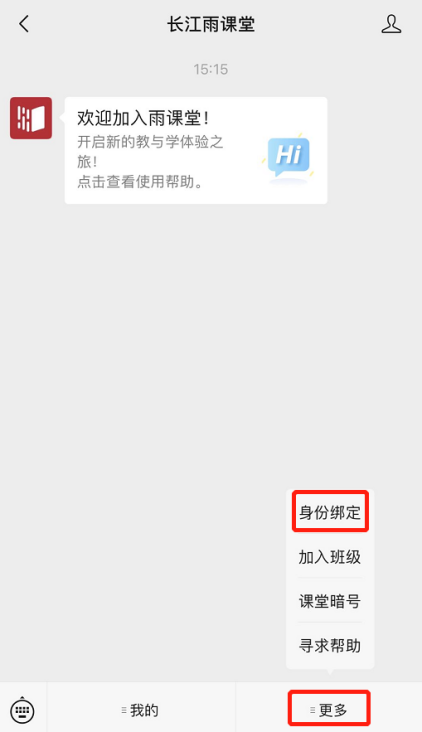 长江雨课堂
15:15
欢迎加入雨课堂！
开启新的教与学体验之
旅！
点击查看使用帮助。
Hi
身份绑定
加入班级
课堂暗号
寻求帮助
我的
更多